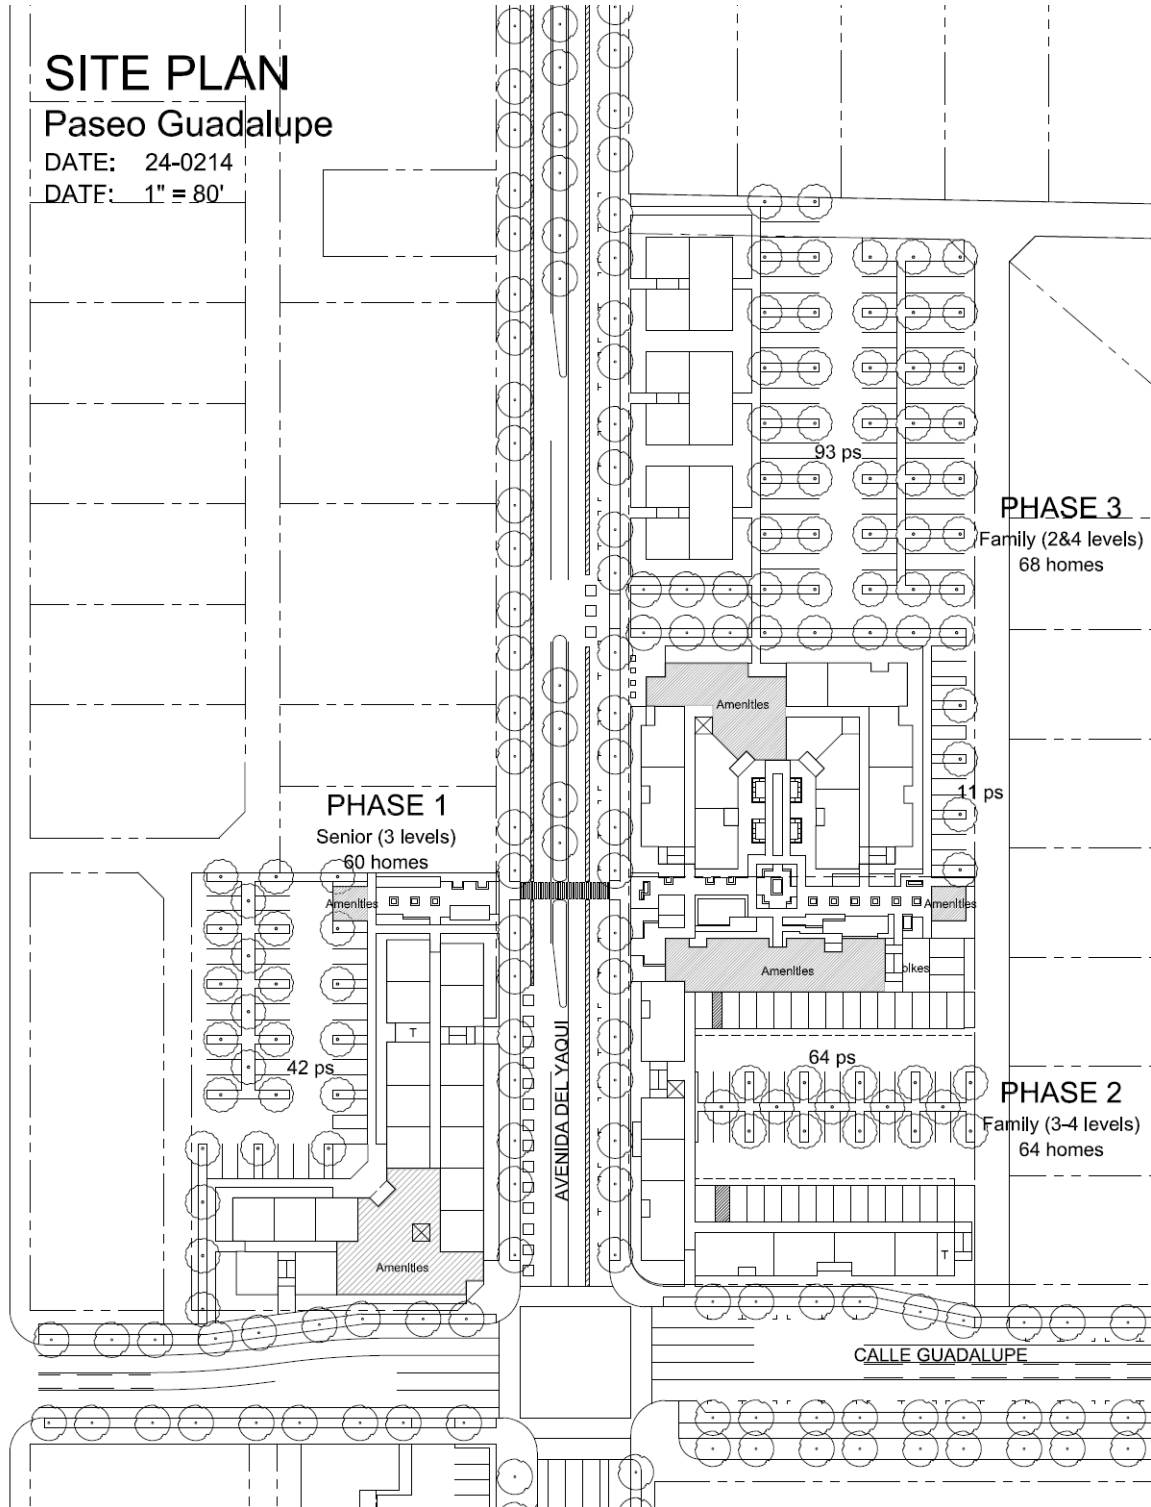 SITE PLAN
Paseo Guadalupe
DATE: 24-0214
DATE: 1" = 80'
93 ps
PHASE 3
Family (2&4 levels)
68 homes
Amenities
11 ps
PHASE 1
Senior (3 levels)
60 homes
Amenities
Amenities
Amenities
bikes
T
AVENIDA DEL YAQUI
42 ps
64 ps
PHASE 2
Family (3-4 levels)
64 homes
Amenities
T
CALLE GUADALUPE